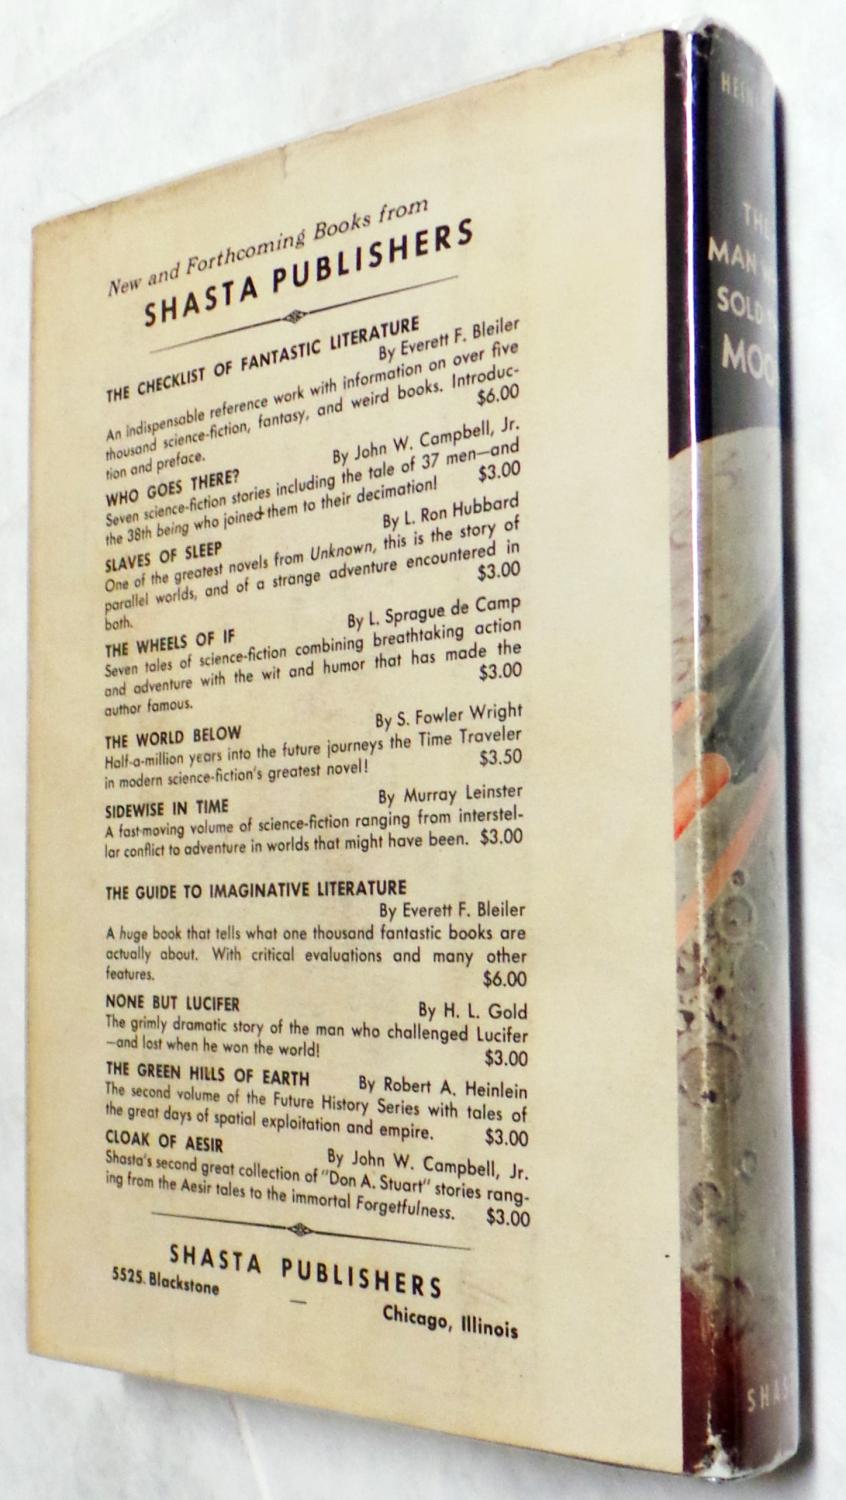 New and Forthcoming Books from
SHASTA PUBLISHERS
THE CHECKLIST OF FANTASTIC LITERATURE
By Everett F. Bleiler
An indispensable reference work with information on over five
thousand science-fiction, fantasy, and weird books. Introduc-
tion and preface. $6.00
WHO GOES THERE? By John W. Campbell, Jr.
Seven science-fiction stories including the tale of 37 men—and
the 38th being who joined them to their decimation! $3.00
SLAVES OF SLEEP By L. Ron Hubbard
One of the greatest novels from Unknown, this is the story of
parallel worlds, and of a strange adventure encountered in
both. $3.00
THE WHEELS OF IF By L. Sprague de Camp
Seven tales of science-fiction combining breathtaking action
and adventure with the wit and humor that has made the
author famous. $3.00
THE WORLD BELOW By S. Fowler Wright
Half-a-million years into the future journeys the Time Traveler
in modern science-fiction's greatest novel! $3.50
SIDEWISE IN TIME By Murray Leinster
A fast-moving volume of science-fiction ranging from interstel-
lar conflict to adventure in worlds that might have been. $3.00
THE GUIDE TO IMAGINATIVE LITERATURE
By Everett F. Bleiler
A huge book that tells what one thousand fantastic books are
actually about. With critical evaluations and many other
features. $6.00
NONE BUT LUCIFER By H. L. Gold
The grimly dramatic story of the man who challenged Lucifer
—and lost when he won the world! $3.00
THE GREEN HILLS OF EARTH By Robert A. Heinlein
The second volume of the Future History Series with tales of
the great days of spatial exploitation and empire. $3.00
CLOAK OF AESIR By John W. Campbell, Jr.
Shasta's second great collection of "Don A. Stuart" stories rang-
ing from the Aesir tales to the immortal Forgetfulness. $3.00
SHASTA PUBLISHERS
5525 Blackstone — Chicago, Illinois
THE
MAN
SOLD